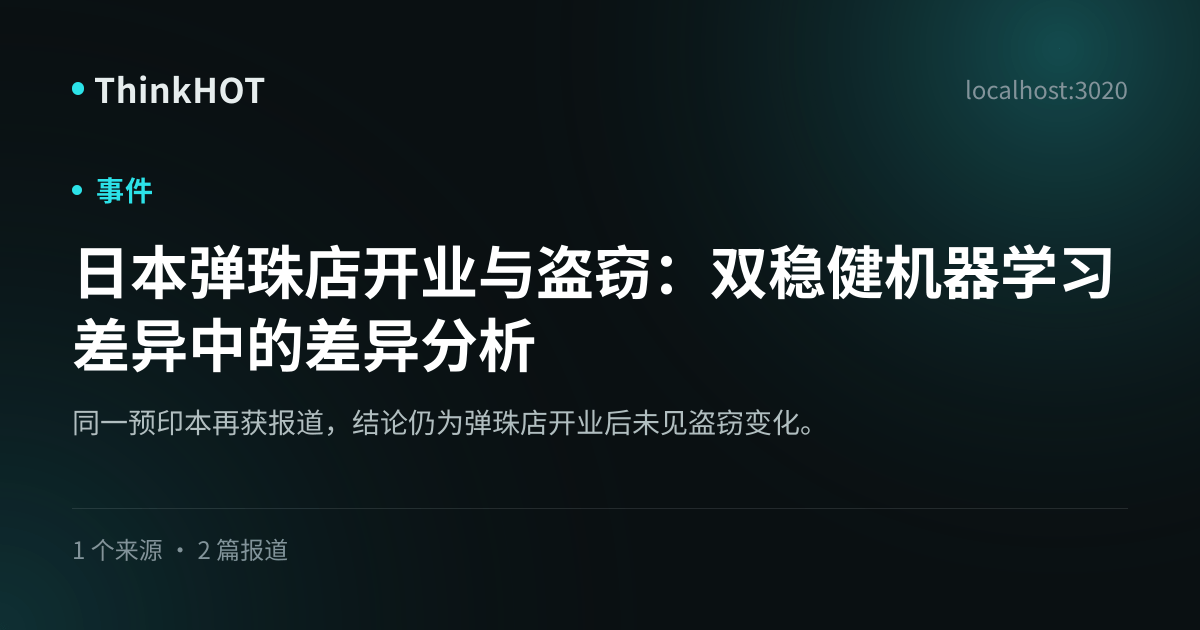 ThinkHOT
localhost:3020
事件
日本弹珠店开业与盗窃：双稳健机器学习
差异中的差异分析
同一预印本再获报道，结论仍为弹珠店开业后未见盗窃变化。
1 个来源 · 2 篇报道